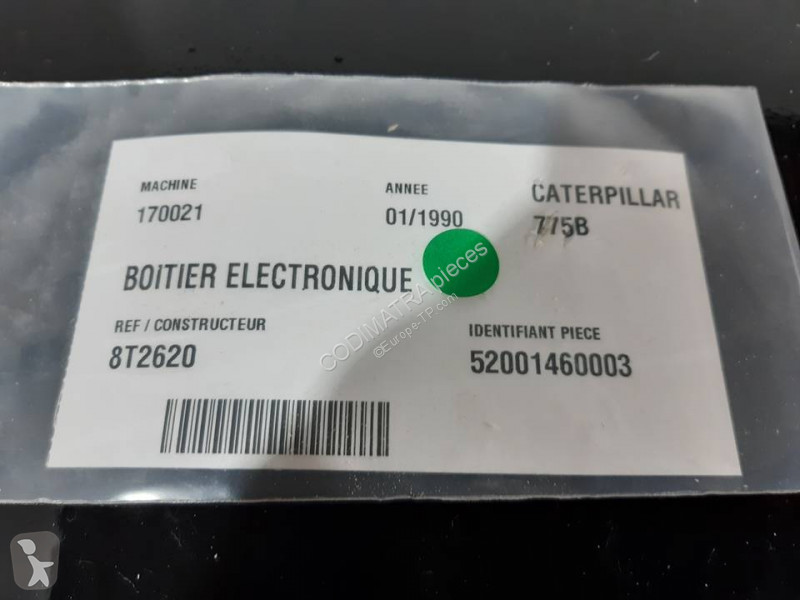 MACHINE
170021
ANNEE
01/1990
CATERPILLAR
775B
BOITIER ELECTRONIQUE
REF / CONSTRUCTEUR
8T2620
IDENTIFIANT PIECE
52001460003
CODIMATRA pieces
©Europe-TP.com